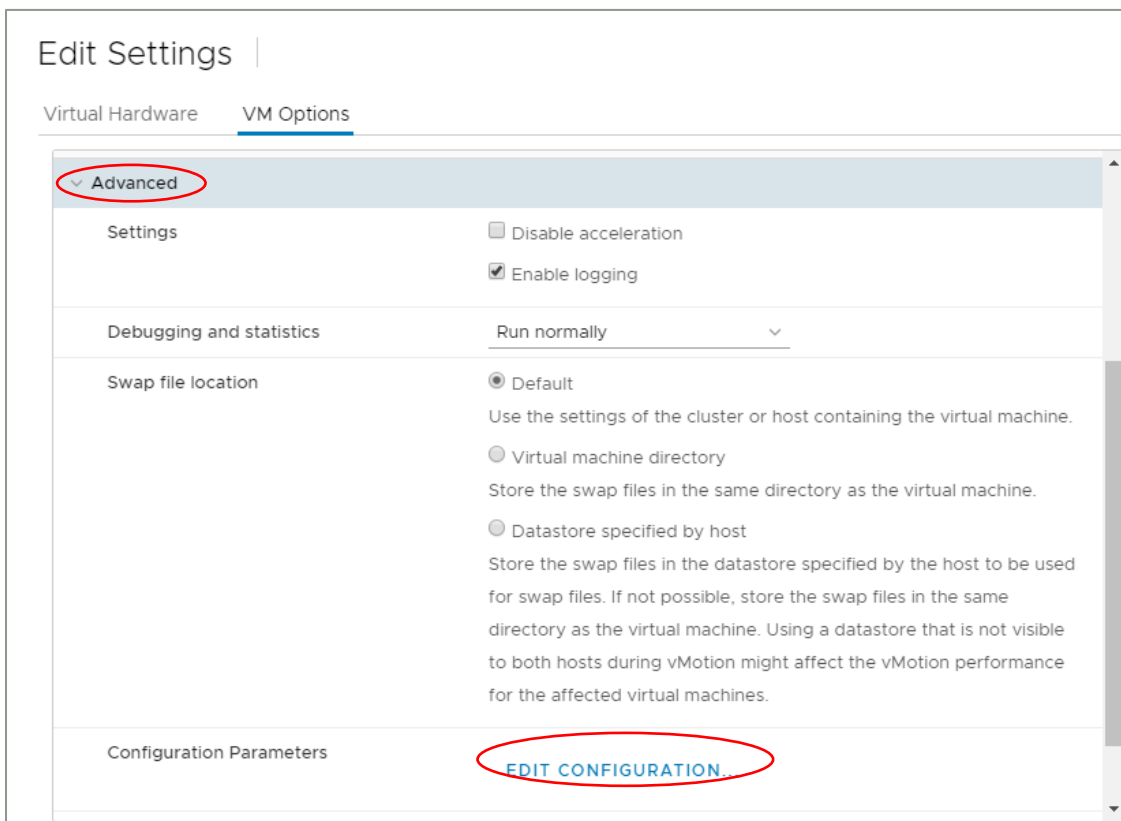 Edit Settings
Virtual Hardware VM Options
Advanced
Settings Disable acceleration
Enable logging
Debugging and statistics Run normally
Swap file location Default
Use the settings of the cluster or host containing the virtual machine.
Virtual machine directory
Store the swap files in the same directory as the virtual machine.
Datastore specified by host
Store the swap files in the datastore specified by the host to be used
for swap files. If not possible, store the swap files in the same
directory as the virtual machine. Using a datastore that is not visible
to both hosts during vMotion might affect the vMotion performance
for the affected virtual machines.
Configuration Parameters EDIT CONFIGURATION...